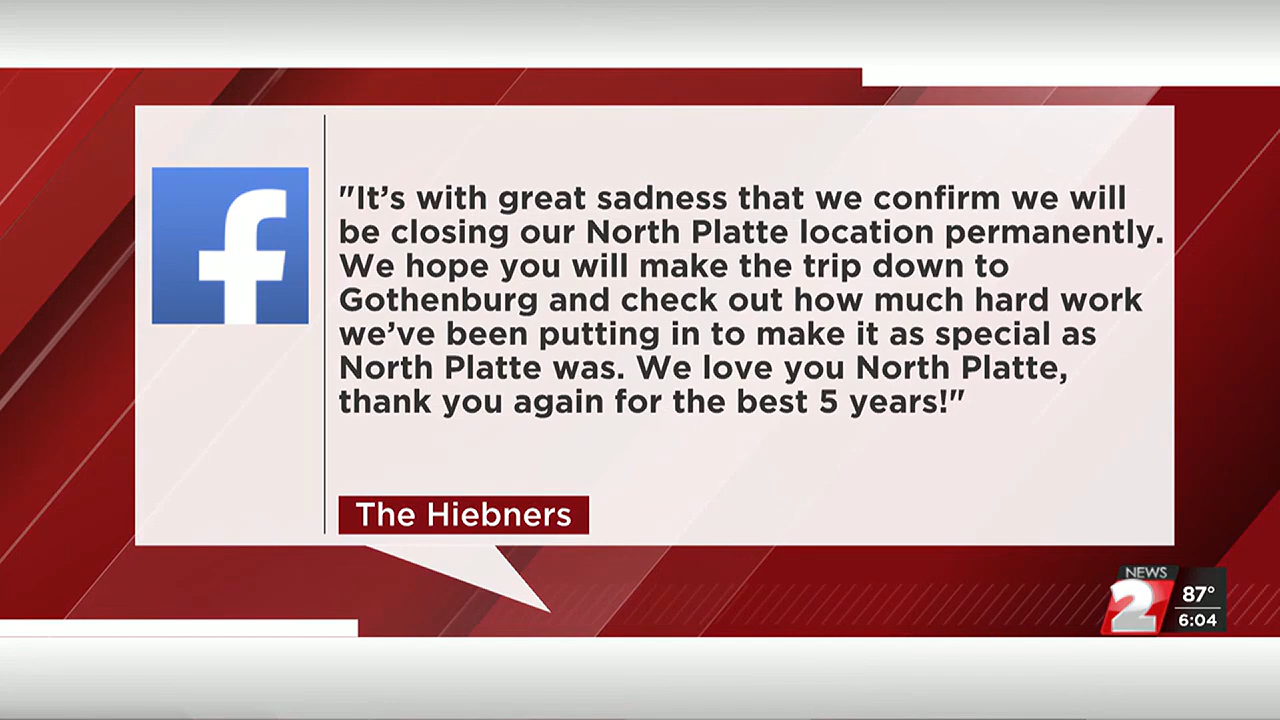 "It's with great sadness that we confirm we will
be closing our North Platte location permanently.
We hope you will make the trip down to
Gothenburg and check out how much hard work
we've been putting in to make it as special as
North Platte was. We love you North Platte,
thank you again for the best 5 years!"
The Hiebners
NEWS
2
87°
6:04